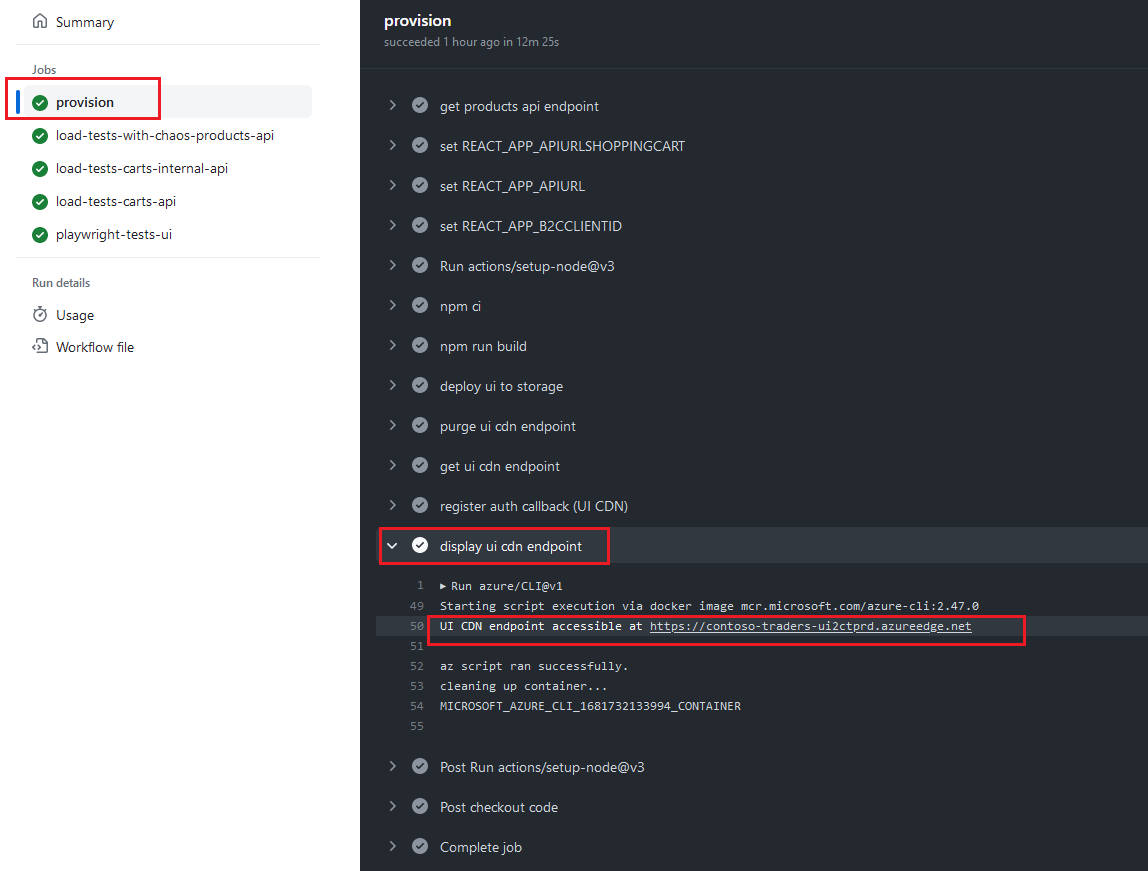 Summary
Jobs
provision
load-tests-with-chaos-products-api
load-tests-carts-internal-api
load-tests-carts-api
playwright-tests-ui
Run details
Usage
Workflow file
provision
succeeded 1 hour ago in 12m 25s
get products api endpoint
set REACT_APP_APIURLSHOPPINGCART
set REACT_APP_APIURL
set REACT_APP_B2CCLIENTID
Run actions/setup-node@v3
npm ci
npm run build
deploy ui to storage
purge ui cdn endpoint
get ui cdn endpoint
register auth callback (UI CDN)
display ui cdn endpoint
1 ▸ Run azure/CLI@v1
49 Starting script execution via docker image mcr.microsoft.com/azure-cli:2.47.0
50 UI CDN endpoint accessible at https://contoso-traders-ui2ctprd.azureedge.net
51
52 az script ran successfully.
53 cleaning up container...
54 MICROSOFT_AZURE_CLI_1681732133994_CONTAINER
55
Post Run actions/setup-node@v3
Post checkout code
Complete job